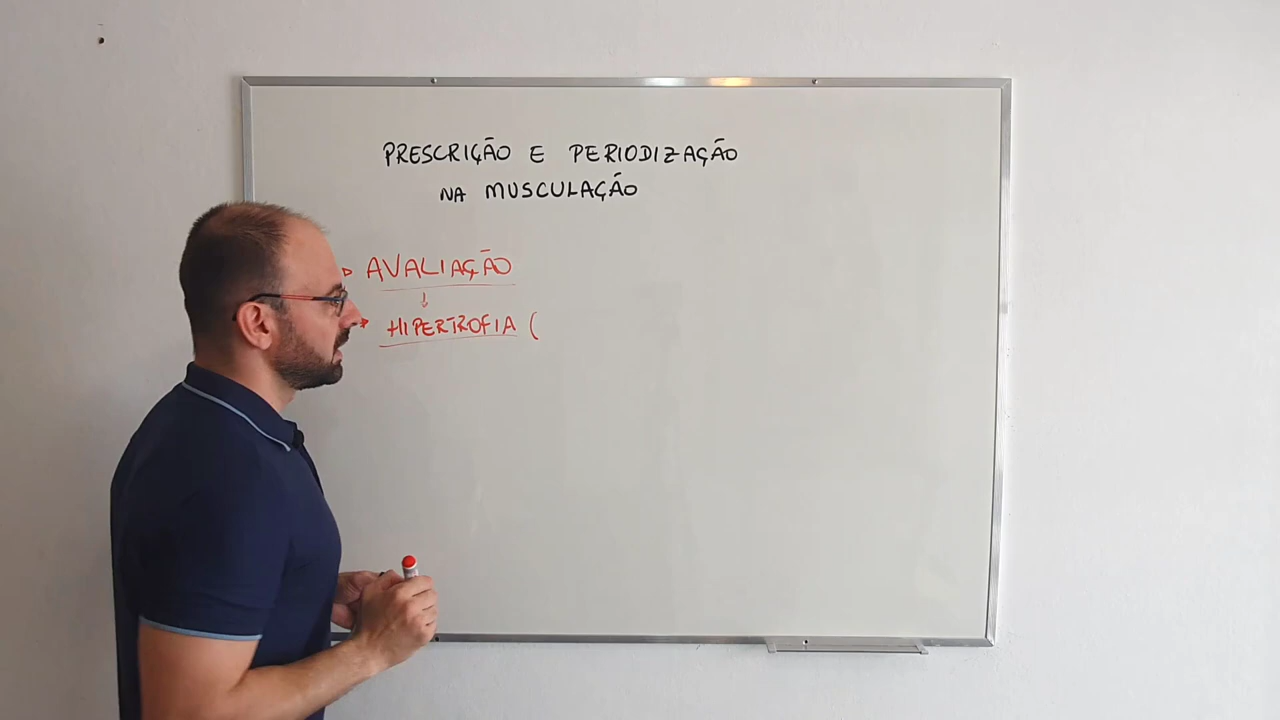 PRESCRIÇÃO E PERIODIZAÇÃO
NA MUSCULAÇÃO
AVALIAÇÃO
HIPERTROFIA (